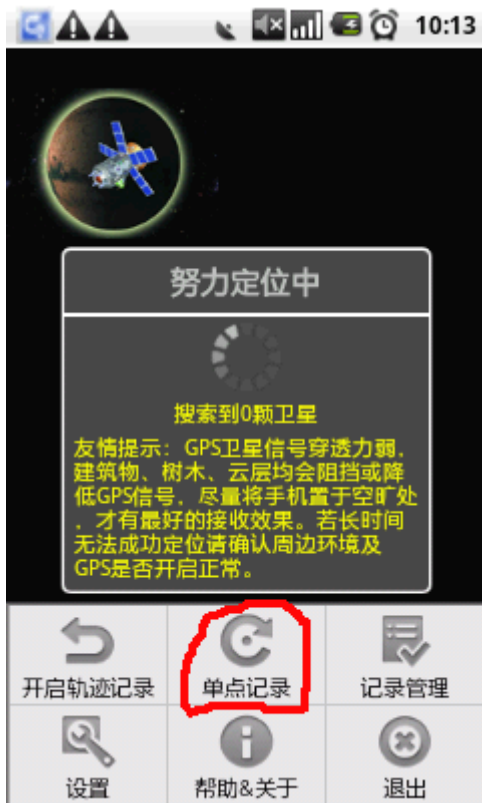 10:13
努力定位中
搜索到0颗卫星
友情提示：GPS卫星信号穿透力弱，
建筑物、树木、云层均会阻挡或降
低GPS信号，尽量将手机置于空旷处
，才有最好的接收效果。若长时间
无法成功定位请确认周边环境及
GPS是否开启正常。
开启轨迹记录
单点记录
记录管理
设置
帮助&关于
退出